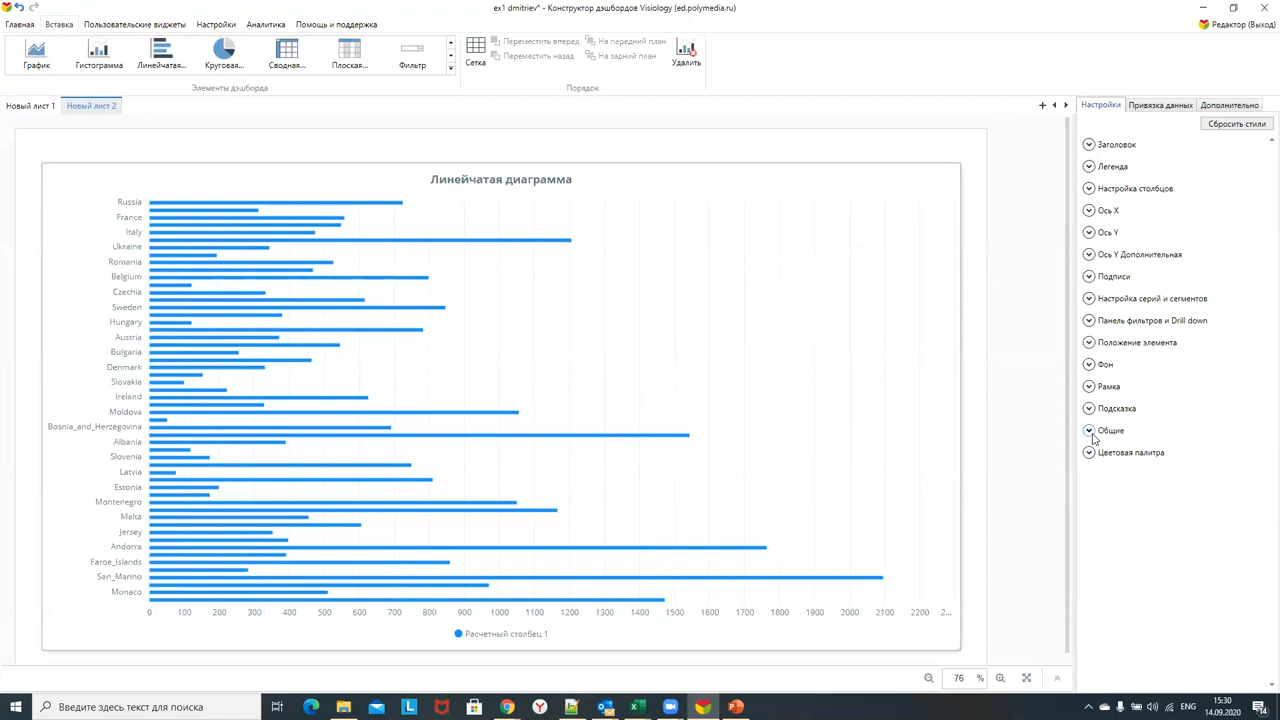 ex1 dmitriev* - Конструктор дэшбордов Visiology (ed.polymedia.ru)
Главная Вставка Пользовательские виджеты Настройки Аналитика Помощь и поддержка
Редактор (Выход)
График Гистограмма Линейчатая... Круговая... Сводная... Плоская... Фильтр
Сетка
Переместить вперед На передний план
Переместить назад На задний план
Удалить
Элементы дэшборда Порядок
Новый лист 1 Новый лист 2
Настройки Привязка данных Дополнительно
Сбросить стили
Заголовок
Легенда
Настройка столбцов
Ось X
Ось Y
Ось Y Дополнительная
Подписи
Настройка серий и сегментов
Панель фильтров и Drill down
Положение элемента
Фон
Рамка
Подсказка
Общие
Цветовая палитра
Линейчатая диаграмма
Russia
France
Italy
Ukraine
Romania
Belgium
Czechia
Sweden
Hungary
Austria
Bulgaria
Denmark
Slovakia
Ireland
Moldova
Bosnia_and_Herzegovina
Albania
Slovenia
Latvia
Estonia
Montenegro
Malta
Jersey
Andorra
Faroe_Islands
San_Marino
Monaco
0 100 200 300 400 500 600 700 800 900 1000 1100 1200 1300 1400 1500 1600 1700 1800 1900 2000 2100 2200 2...
Расчетный столбец 1
76 %
Введите здесь текст для поиска
ENG
15:30
14.09.2020
14